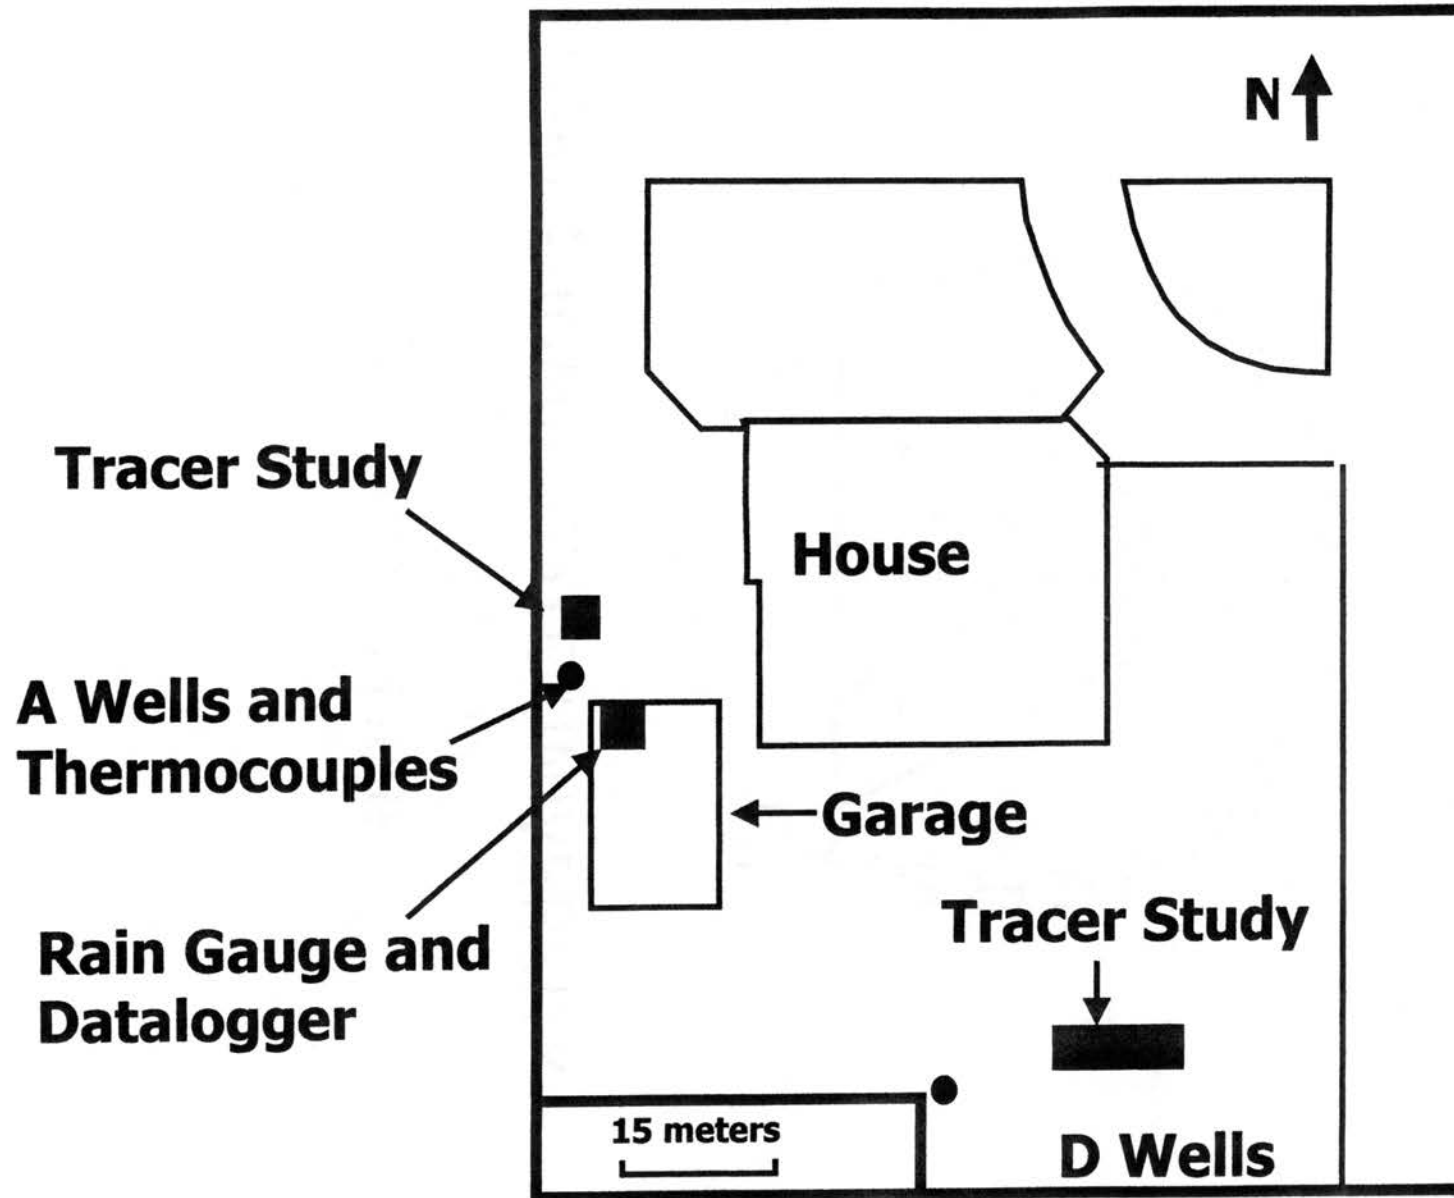 N
Tracer Study
House
A Wells and
Thermocouples
Garage
Tracer Study
Rain Gauge and
Datalogger
15 meters
D Wells